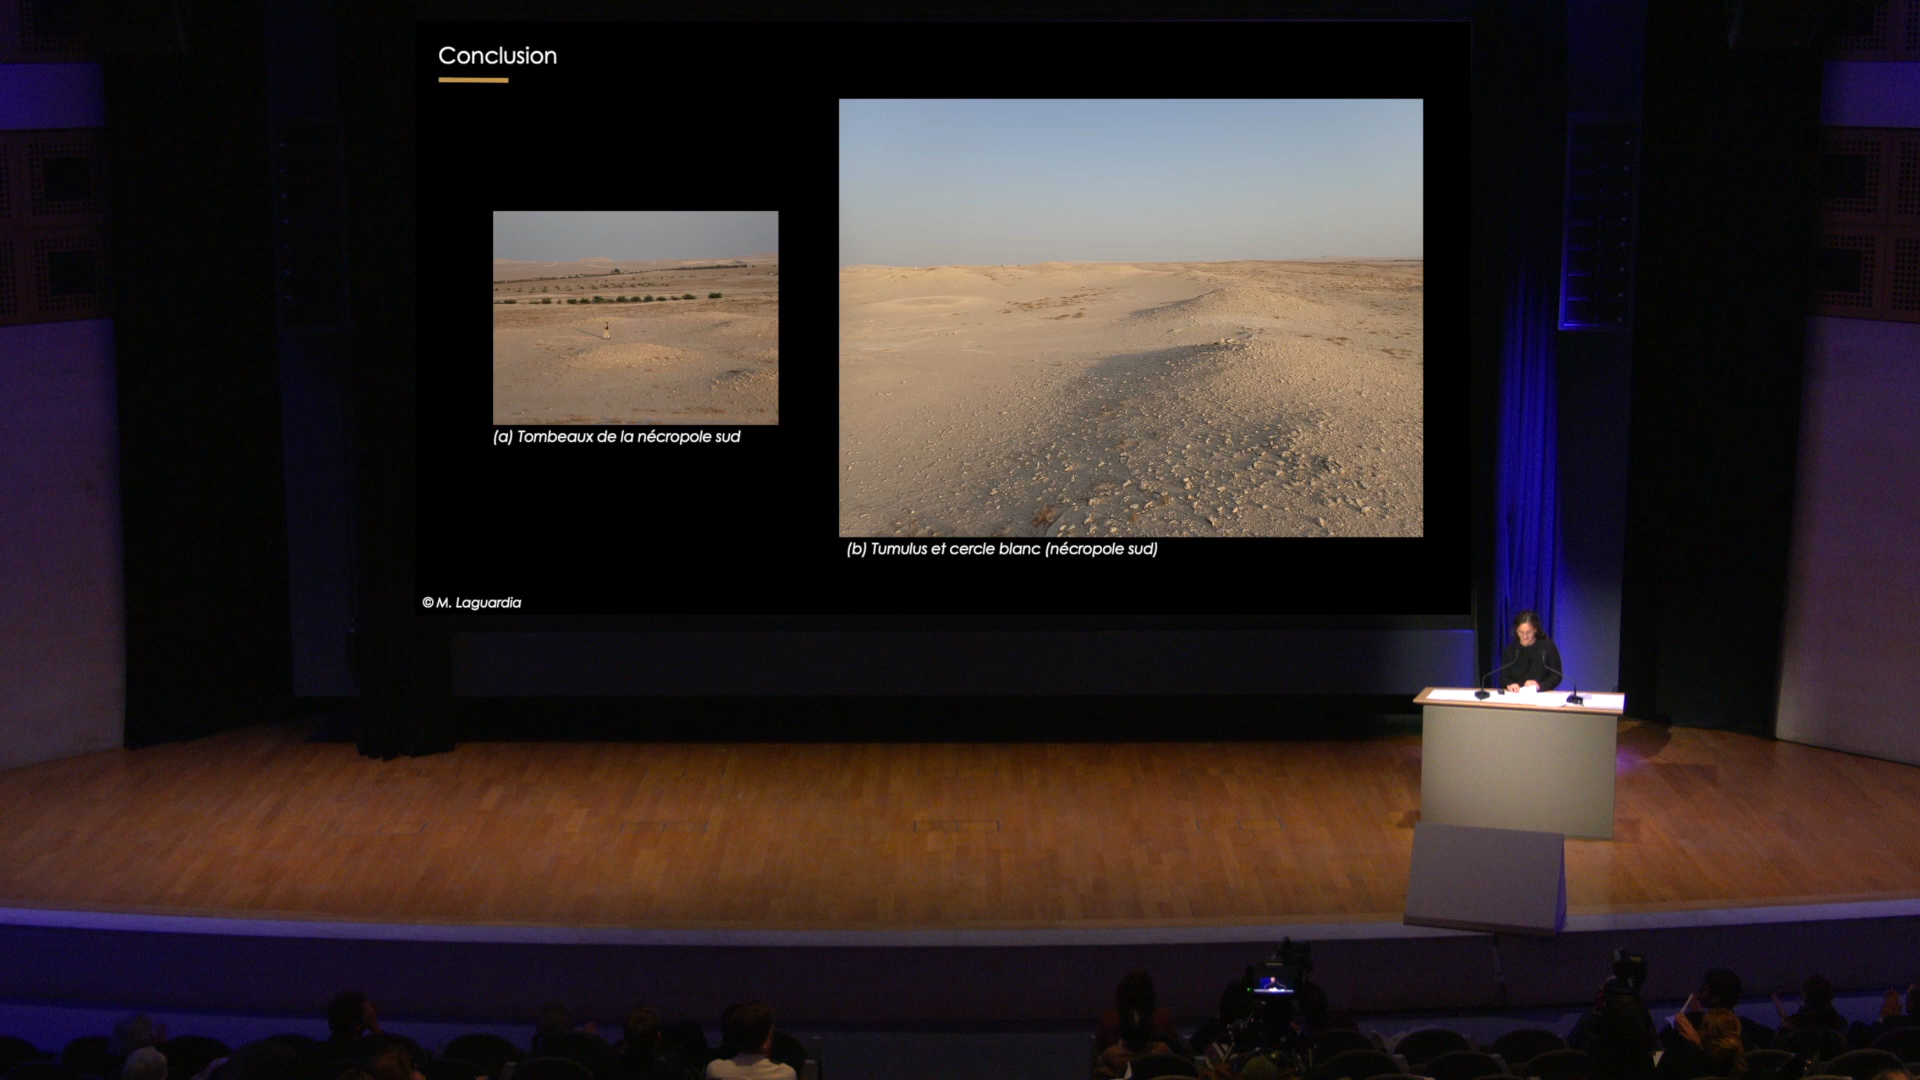 Conclusion
(a) Tombeaux de la nécropole sud
(b) Tumulus et cercle blanc (nécropole sud)
© M. Laguardia